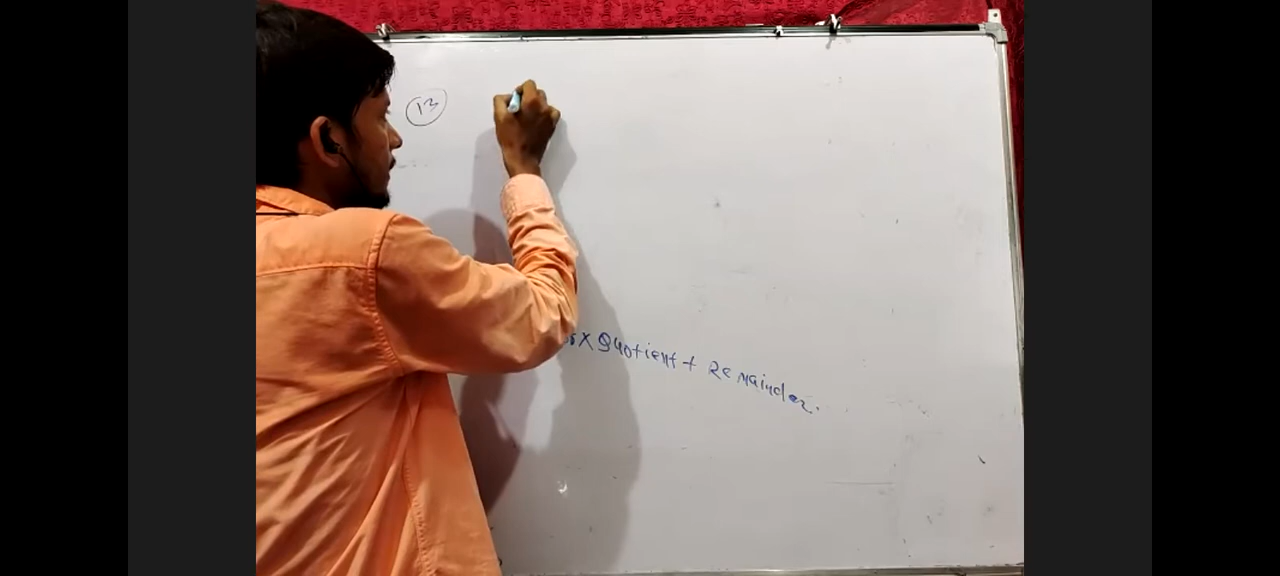 13
x Quotient + Remainder.